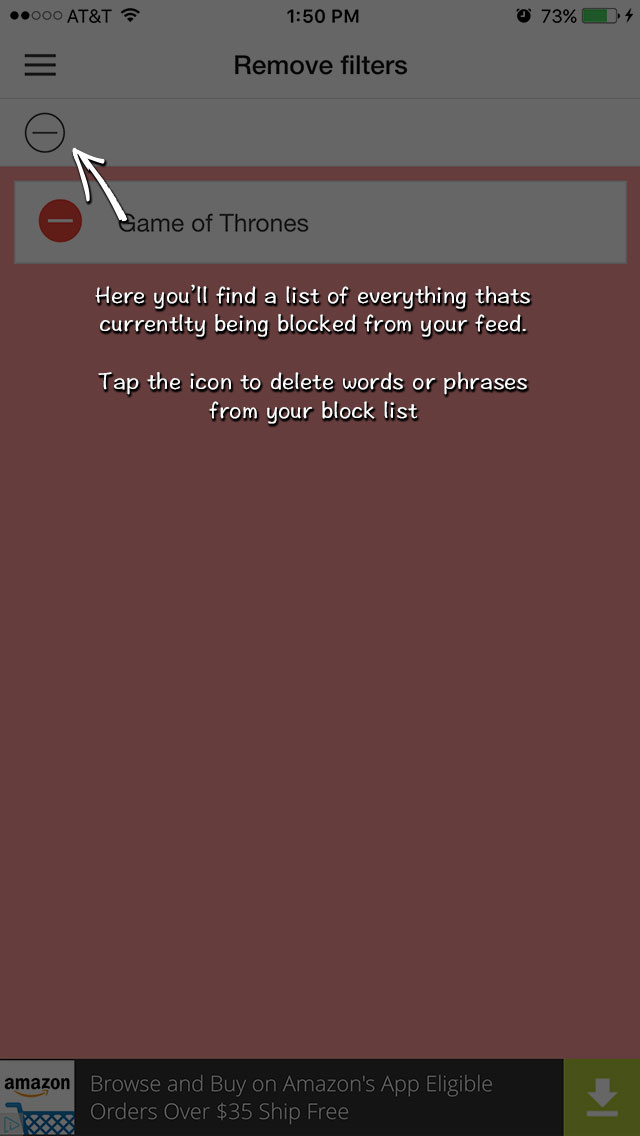 AT&T 1:50 PM 73%
Remove filters
Game of Thrones
Here you'll find a list of everything thats
currentlty being blocked from your feed.
Tap the icon to delete words or phrases
from your block list
amazon
Browse and Buy on Amazon's App Eligible
Orders Over $35 Ship Free